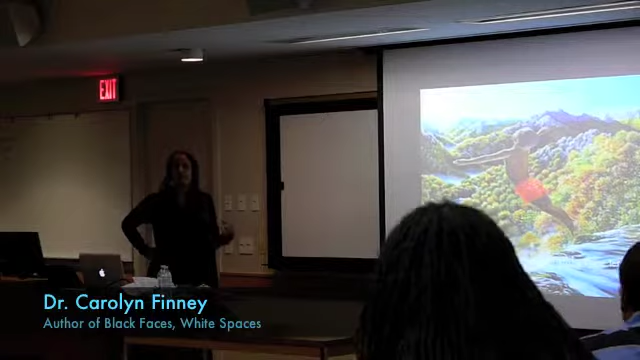 EXIT
Dr. Carolyn Finney
Author of Black Faces, White Spaces